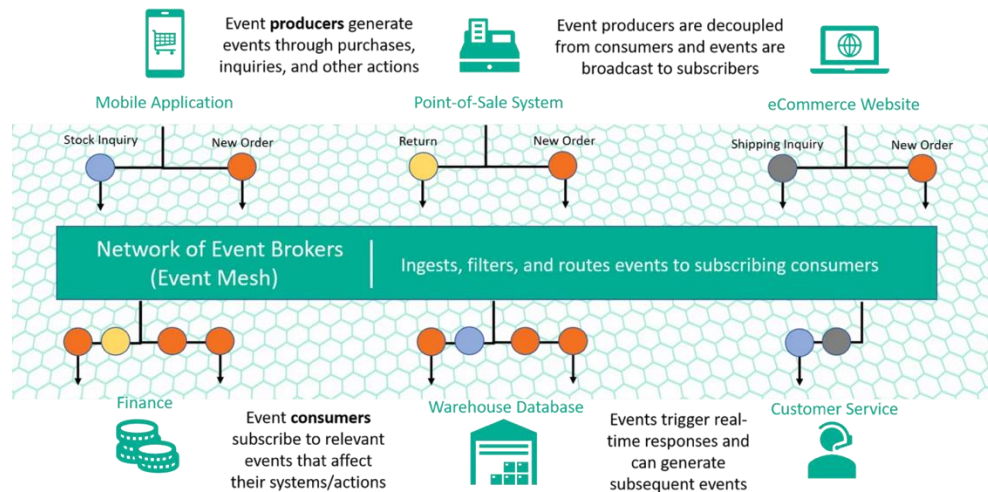 Event producers generate
events through purchases,
inquiries, and other actions
Event producers are decoupled
from consumers and events are
broadcast to subscribers
Mobile Application
Point-of-Sale System
eCommerce Website
Stock Inquiry
New Order
Return
New Order
Shipping Inquiry
New Order
Network of Event Brokers
(Event Mesh)
Ingests, filters, and routes events to subscribing consumers
Finance
Warehouse Database
Customer Service
Event consumers
subscribe to relevant
events that affect
their systems/actions
Events trigger real-
time responses and
can generate
subsequent events